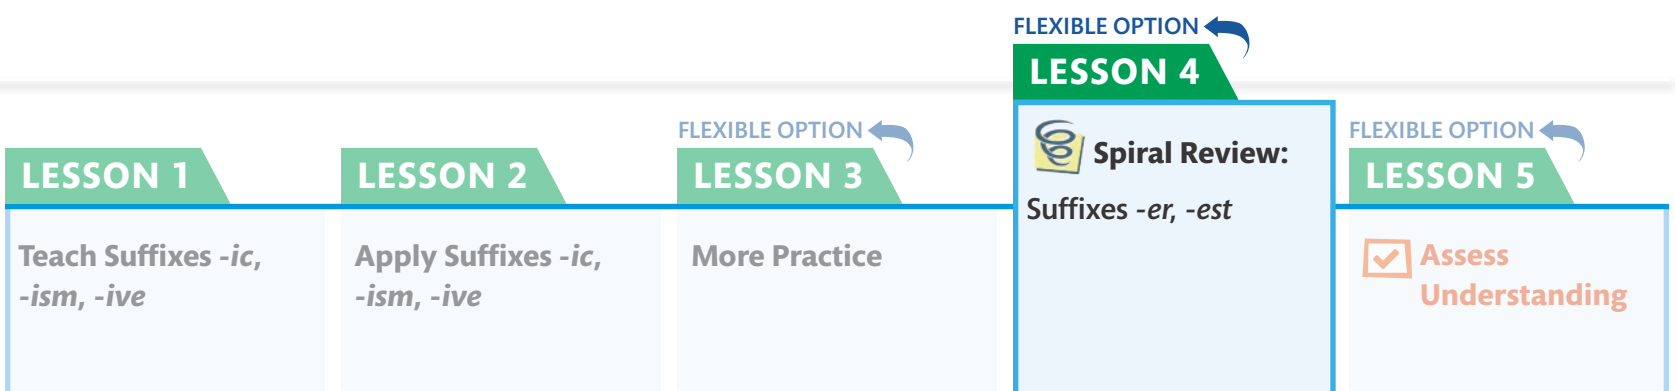 FLEXIBLE OPTION
LESSON 4
Spiral Review:
Suffixes -er, -est
LESSON 1
Teach Suffixes -ic,
-ism, -ive
LESSON 2
Apply Suffixes -ic,
-ism, -ive
FLEXIBLE OPTION
LESSON 3
More Practice
FLEXIBLE OPTION
LESSON 5
Assess
Understanding